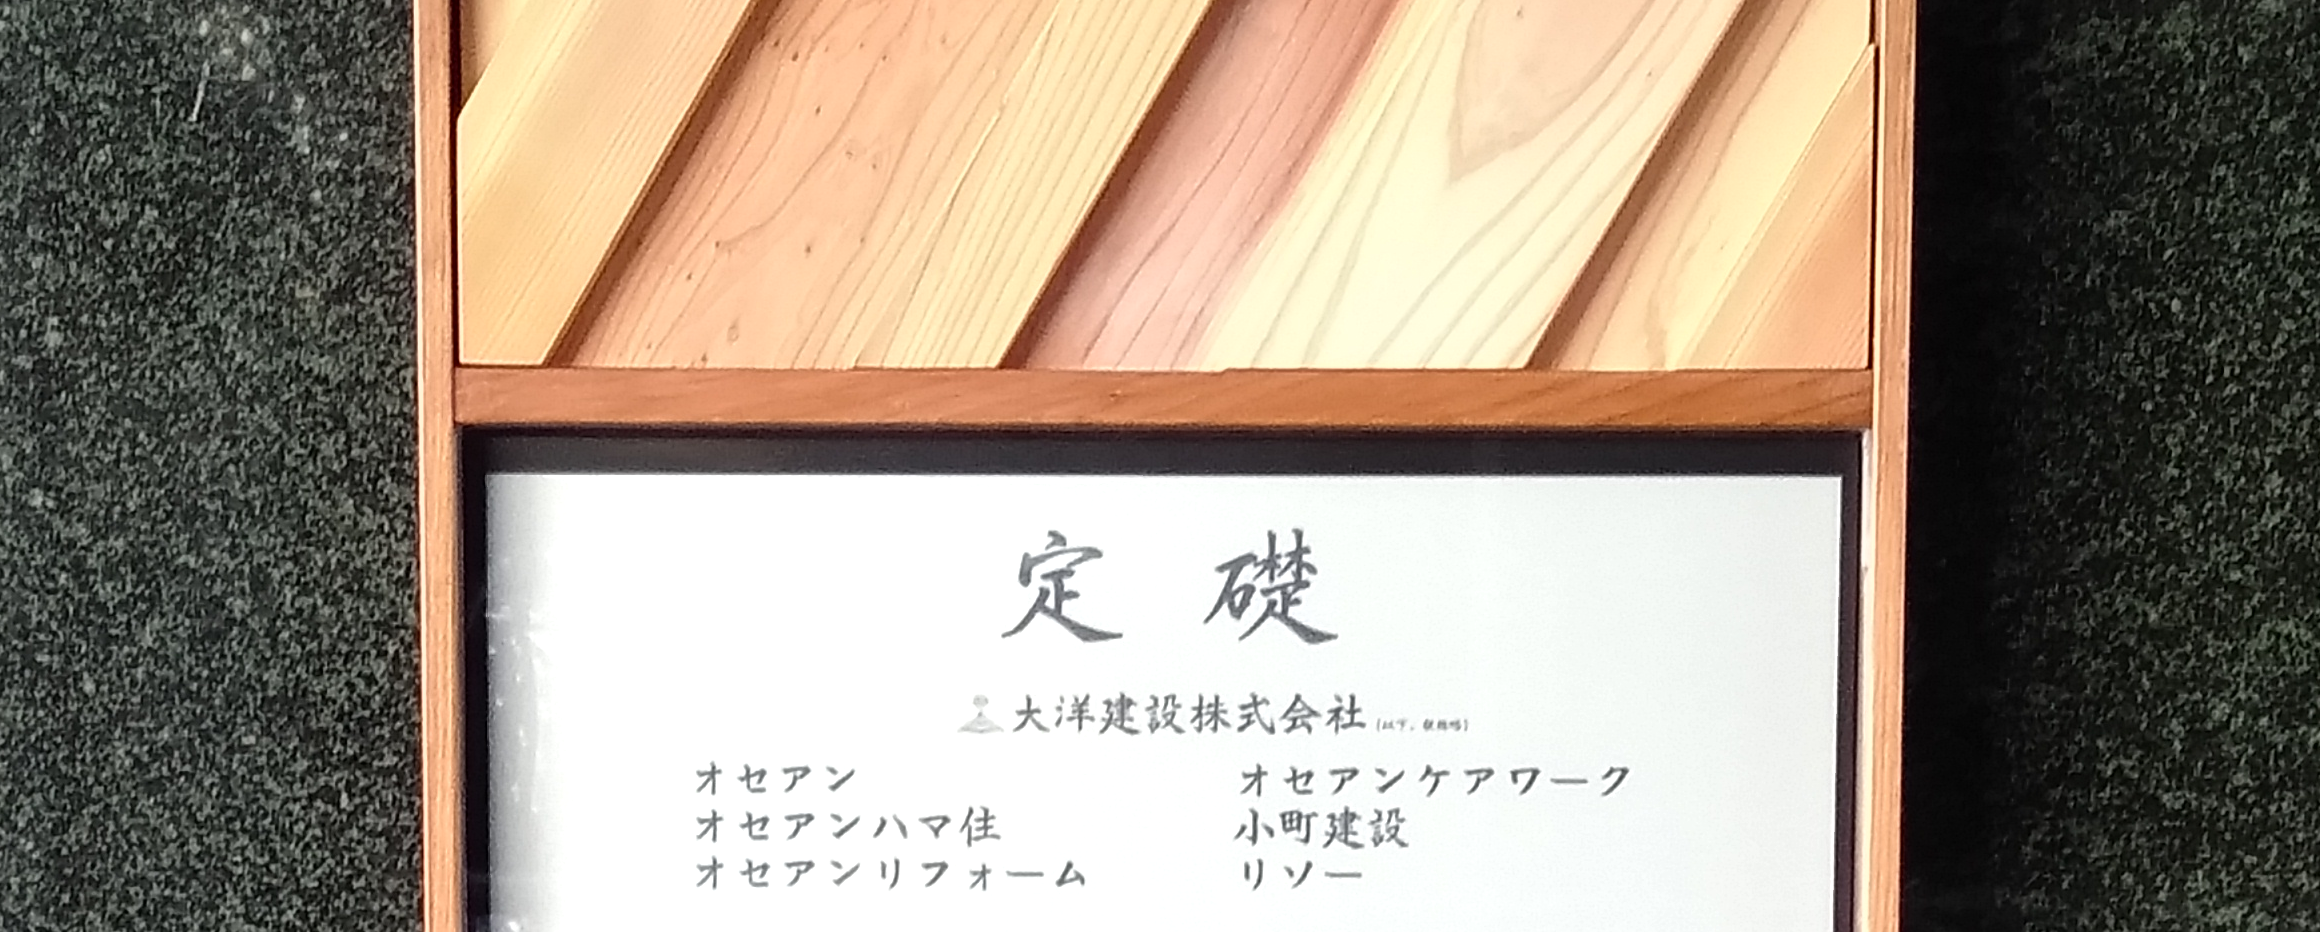 定礎
大洋建設株式会社
オセアン
オセアンハマ住
オセアンリフォーム
オセアンケアワーク
小町建設
リソー